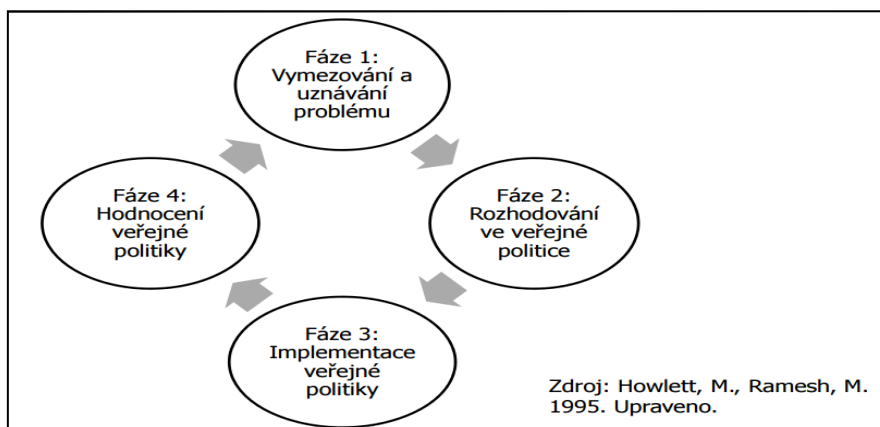 Fáze 1:
Vymezování a
uznávání
problému
Fáze 2:
Rozhodování
ve veřejné
politice
Fáze 3:
Implementace
veřejné
politiky
Fáze 4:
Hodnocení
veřejné
politiky
Zdroj: Howlett, M., Ramesh, M.
1995. Upraveno.